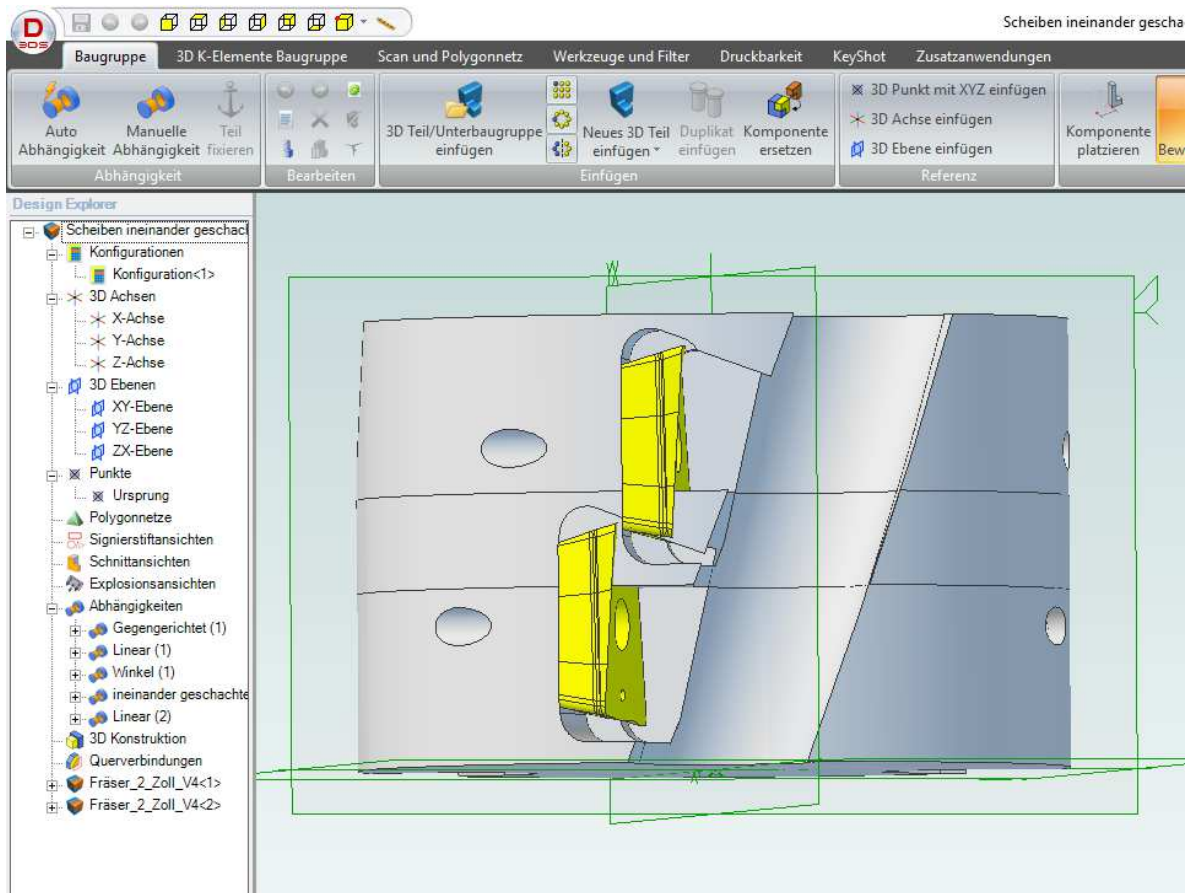 D
3DS
Scheiben ineinander gescha
Baugruppe 3D K-Elemente Baugruppe Scan und Polygonnetz Werkzeuge und Filter Druckbarkeit KeyShot Zusatzanwendungen
Auto Abhängigkeit
Manuelle Abhängigkeit
Teil fixieren
3D Teil/Unterbaugruppe einfügen
Neues 3D Teil einfügen
Duplikat einfügen
Komponente ersetzen
3D Punkt mit XYZ einfügen
3D Achse einfügen
3D Ebene einfügen
Komponente platzieren
Bew
Abhängigkeit Bearbeiten Einfügen Referenz
Design Explorer
Scheiben ineinander geschacl
Konfigurationen
Konfiguration<1>
3D Achsen
X-Achse
Y-Achse
Z-Achse
3D Ebenen
XY-Ebene
YZ-Ebene
ZX-Ebene
Punkte
Ursprung
Polygonnetze
Signierstiftansichten
Schnittansichten
Explosionsansichten
Abhängigkeiten
Gegengerichtet (1)
Linear (1)
Winkel (1)
ineinander geschachte
Linear (2)
3D Konstruktion
Querverbindungen
Fräser_2_Zoll_V4<1>
Fräser_2_Zoll_V4<2>